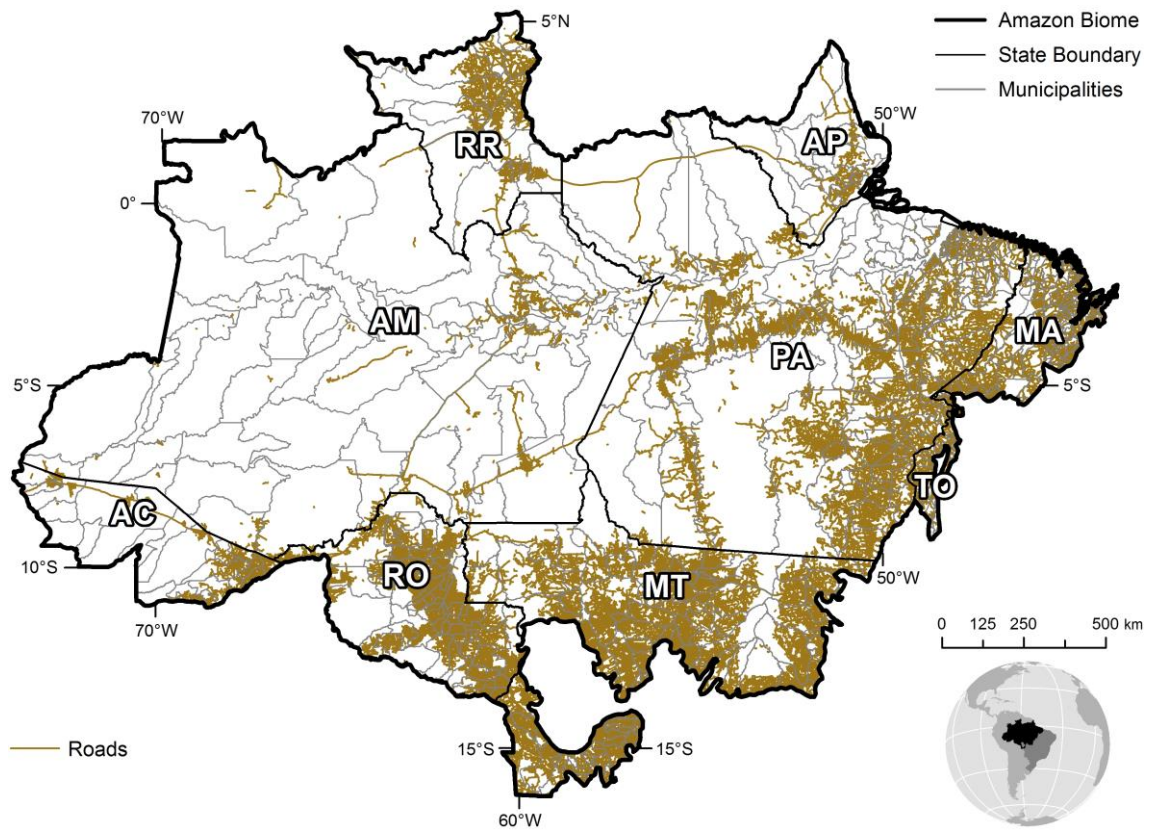 5°N
Amazon Biome
State Boundary
Municipalities
70°W
50°W
RR
AP
0°
AM
PA
MA
5°S
5°S
TO
AC
RO
MT
10°S
50°W
70°W
0 125 250 500 km
Roads
15°S
15°S
60°W